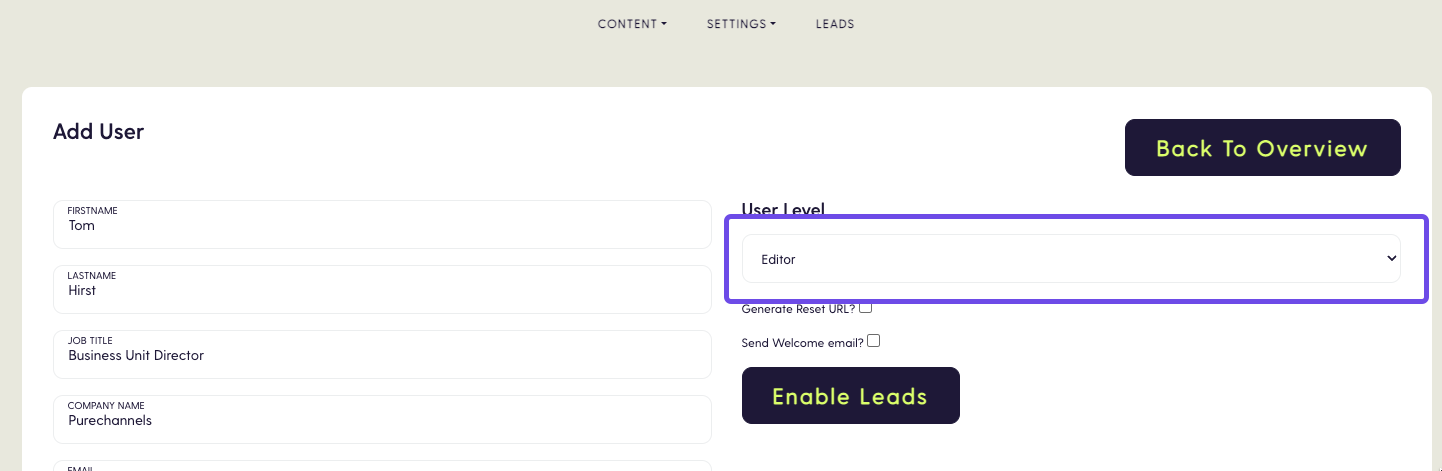 CONTENT SETTINGS LEADS
Add User
Back To Overview
FIRSTNAME
Tom
LASTNAME
Hirst
JOB TITLE
Business Unit Director
COMPANY NAME
Purechannels
EMAIL
User Level
Editor
Generate Reset URL?
Send Welcome email?
Enable Leads